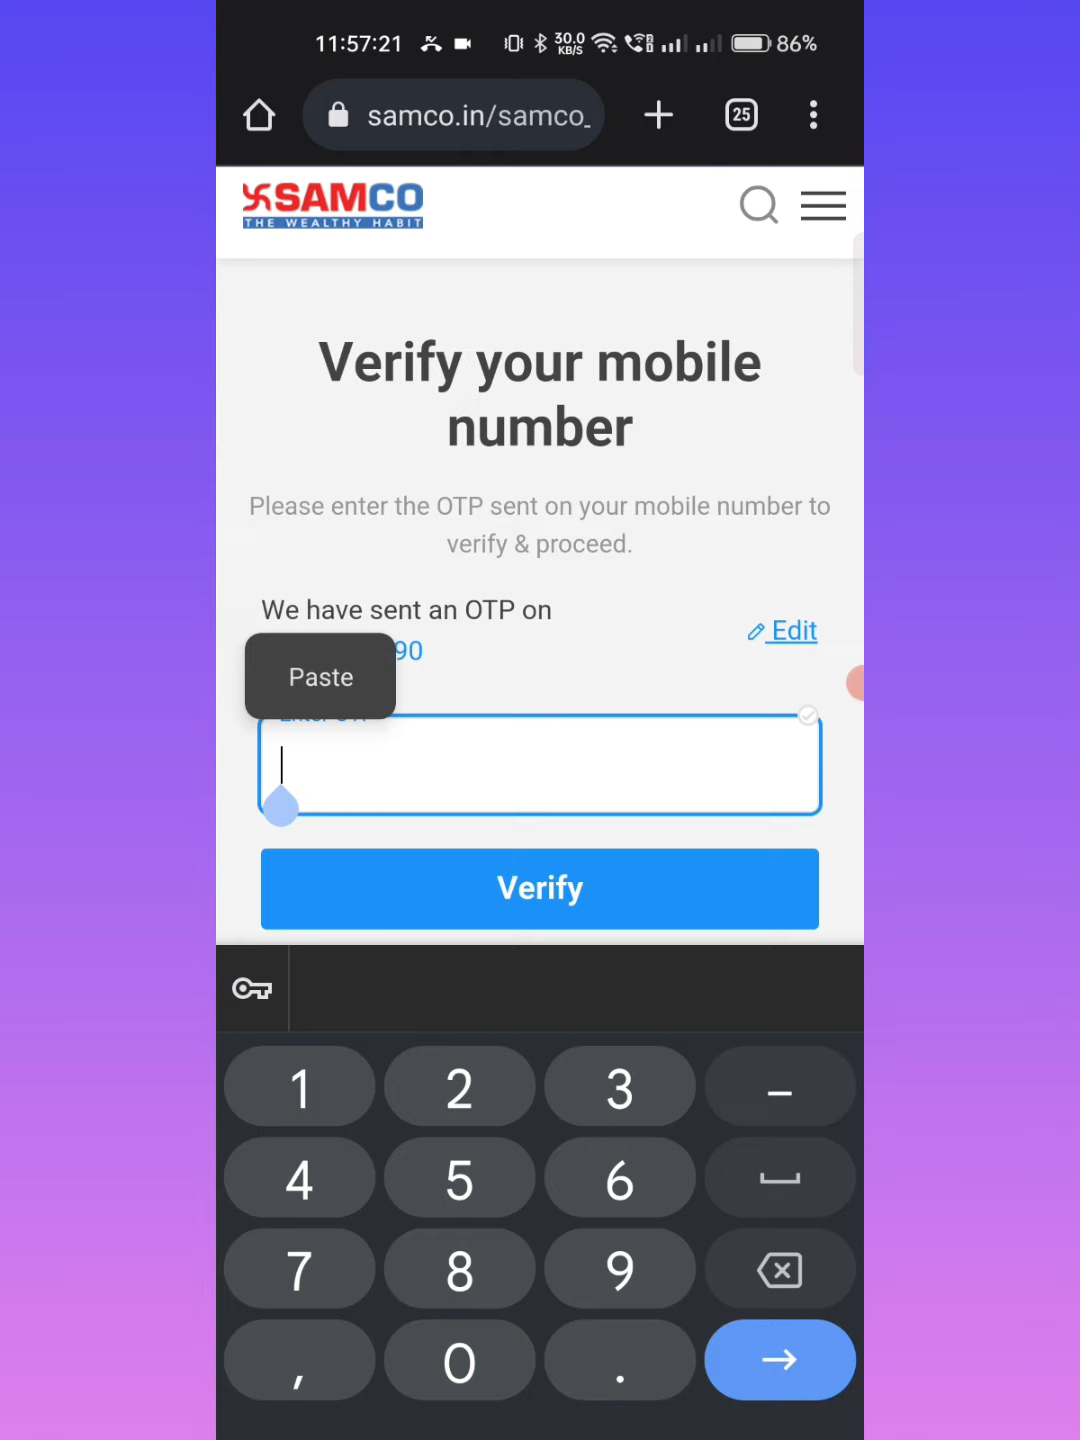 11:57:21 30.0 KB/S 86%
samco.in/samco_ 25
SAMCO
THE WEALTHY HABIT
Verify your mobile
number
Please enter the OTP sent on your mobile number to
verify & proceed.
We have sent an OTP on
90
Edit
Paste
Verify
1 2 3 –
4 5 6
7 8 9
, 0 .